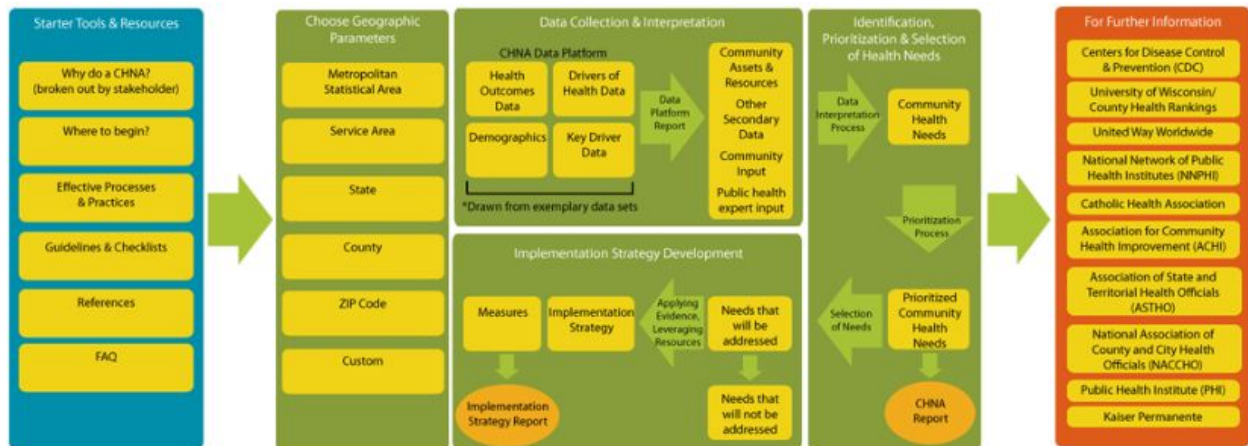 Starter Tools & Resources
Why do a CHNA?
(broken out by stakeholder)
Where to begin?
Effective Processes
& Practices
Guidelines & Checklists
References
FAQ
Choose Geographic
Parameters
Metropolitan
Statistical Area
Service Area
State
County
ZIP Code
Custom
Data Collection & Interpretation
CHNA Data Platform
Health
Outcomes
Data
Drivers of
Health Data
Demographics
Key Driver
Data
*Drawn from exemplary data sets
Data
Platform
Report
Community
Assets &
Resources
Other
Secondary
Data
Community
Input
Public health
expert input
Identification,
Prioritization & Selection
of Health Needs
Data
Interpretation
Process
Community
Health
Needs
Prioritization
Process
Prioritized
Community
Health
Needs
Selection
of Needs
CHNA
Report
Implementation Strategy Development
Needs that
will be
addressed
Needs that
will not be
addressed
Applying
Evidence,
Leveraging
Resources
Implementation
Strategy
Measures
Implementation
Strategy Report
For Further Information
Centers for Disease Control
& Prevention (CDC)
University of Wisconsin/
County Health Rankings
United Way Worldwide
National Network of Public
Health Institutes (NNPHI)
Catholic Health Association
Association for Community
Health Improvement (ACHI)
Association of State and
Territorial Health Officials
(ASTHO)
National Association of
County and City Health
Officials (NACCHO)
Public Health Institute (PHI)
Kaiser Permanente